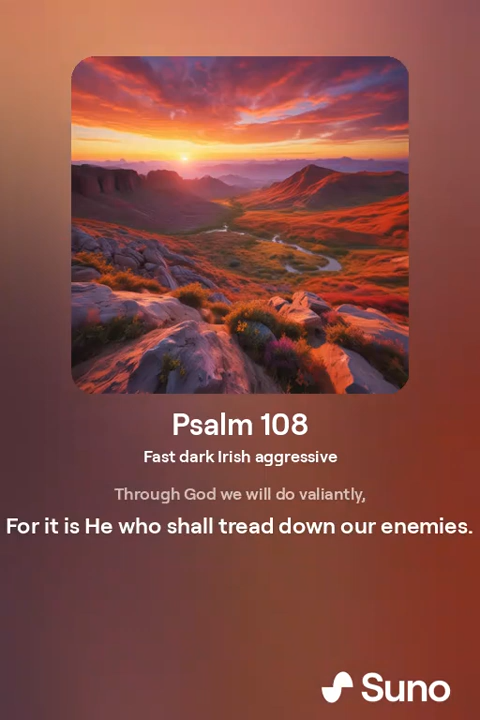 Psalm 108
Fast dark Irish aggressive
Through God we will do valiantly,
For it is He who shall tread down our enemies.
Suno